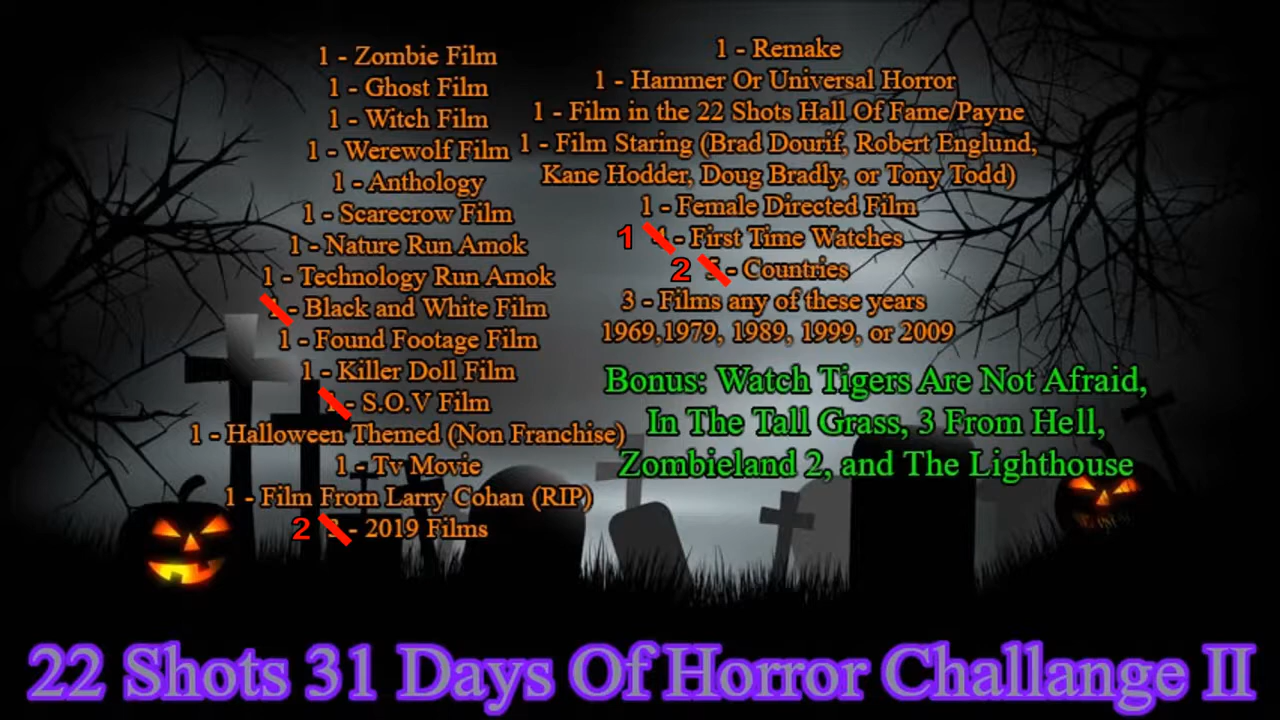 1 - Zombie Film
1 - Ghost Film
1 - Witch Film
1 - Werewolf Film
1 - Anthology
1 - Scarecrow Film
1 - Nature Run Amok
1 - Technology Run Amok
1 - Black and White Film
1 - Found Footage Film
1 - Killer Doll Film
1 - S.O.V Film
1 - Halloween Themed (Non Franchise)
1 - Tv Movie
1 - Film From Larry Cohan (RIP)
2 3 - 2019 Films
1 - Remake
1 - Hammer Or Universal Horror
1 - Film in the 22 Shots Hall Of Fame/Payne
1 - Film Staring (Brad Dourif, Robert Englund,
Kane Hodder, Doug Bradly, or Tony Todd)
1 - Female Directed Film
1 4 - First Time Watches
2 5 - Countries
3 - Films any of these years
1969,1979, 1989, 1999, or 2009
Bonus: Watch Tigers Are Not Afraid,
In The Tall Grass, 3 From Hell,
Zombieland 2, and The Lighthouse
22 Shots 31 Days Of Horror Challange II